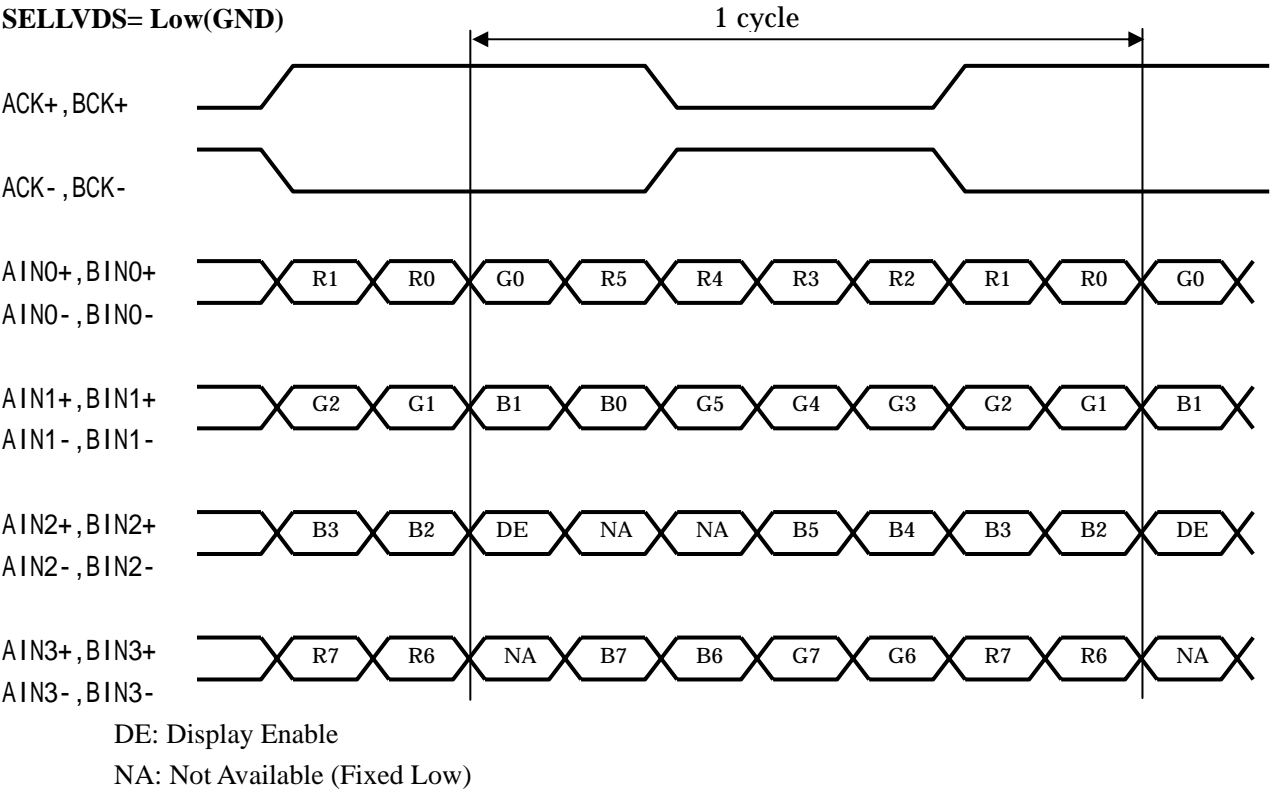 SELLVDS= Low(GND)
1 cycle
ACK+,BCK+
ACK-,BCK-
AIN0+,BIN0+
R1 R0 G0 R5 R4 R3 R2 R1 R0 G0
AIN0-,BIN0-
AIN1+,BIN1+
G2 G1 B1 B0 G5 G4 G3 G2 G1 B1
AIN1-,BIN1-
AIN2+,BIN2+
B3 B2 DE NA NA B5 B4 B3 B2 DE
AIN2-,BIN2-
AIN3+,BIN3+
R7 R6 NA B7 B6 G7 G6 R7 R6 NA
AIN3-,BIN3-
DE: Display Enable
NA: Not Available (Fixed Low)